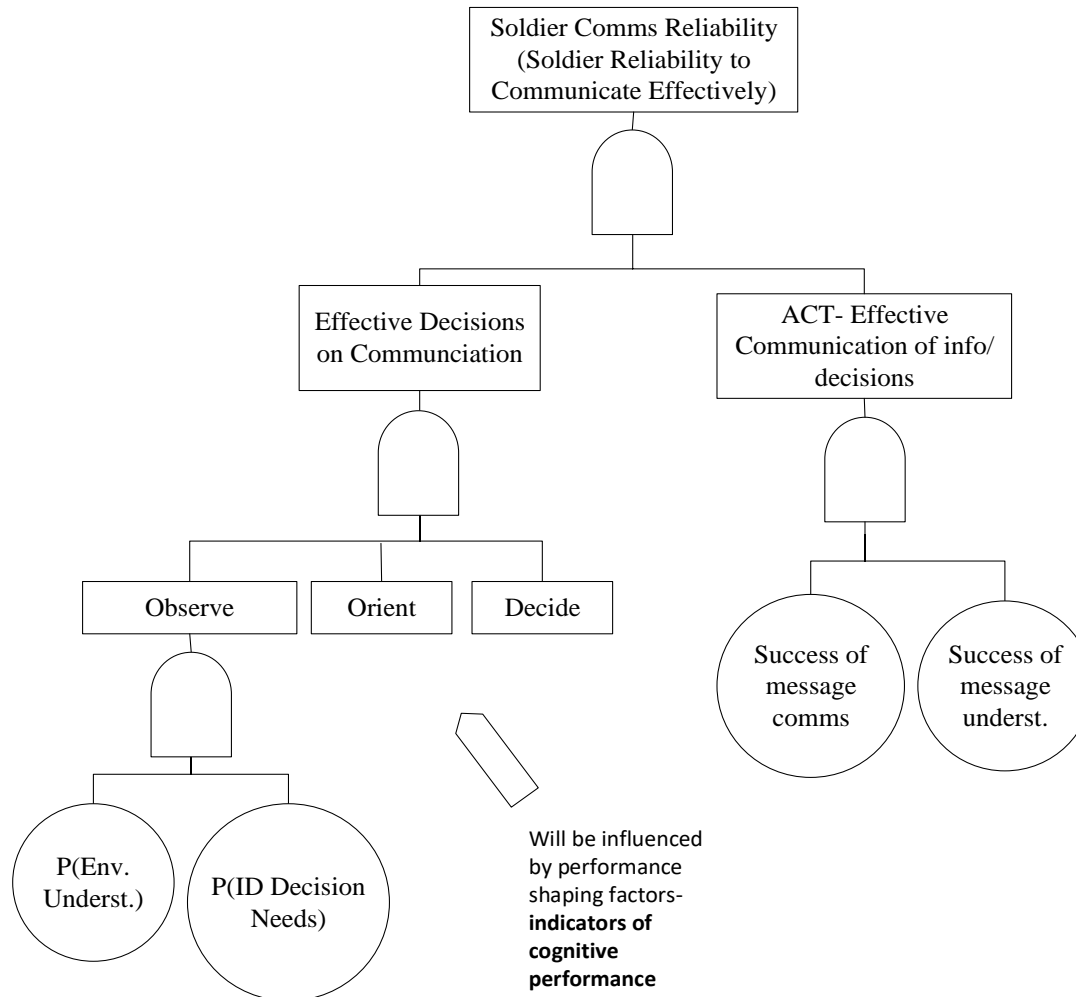 Soldier Comms Reliability
(Soldier Reliability to
Communicate Effectively)
Effective Decisions
on Communciation
ACT- Effective
Communication of info/
decisions
Observe
Orient
Decide
Success of
message
comms
Success of
message
underst.
P(Env.
Underst.)
P(ID Decision
Needs)
Will be influenced
by performance
shaping factors-
indicators of
cognitive
performance